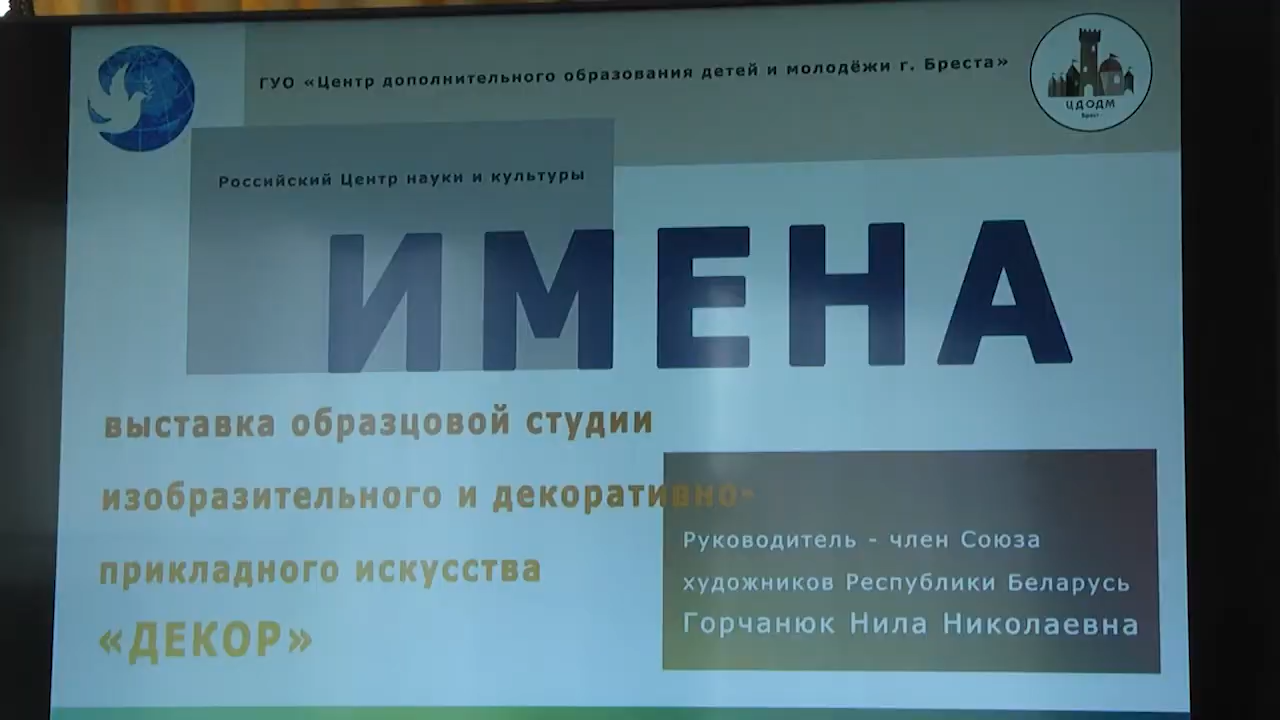 ГУО «Центр дополнительного образования детей и молодёжи г. Бреста»
ЦДОДМ
Брест
Российский Центр науки и культуры
ИМЕНА
выставка образцовой студии
изобразительного и декоративно-
прикладного искусства
«ДЕКОР»
Руководитель - член Союза
художников Республики Беларусь
Горчанюк Нила Николаевна